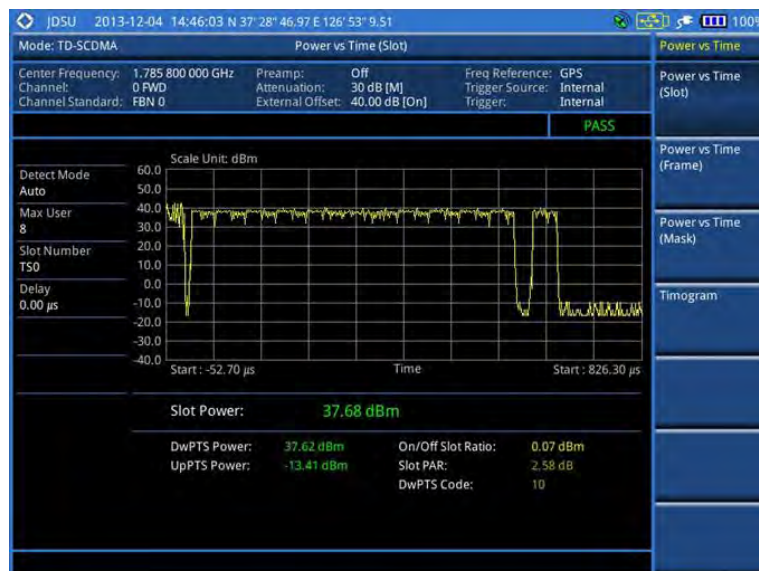 JDSU 2013-12-04 14:46:03 N 37° 28" 46.97 E 126° 53" 9.51 100%
Mode: TD-SCDMA Power vs Time (Slot) Power vs Time
Center Frequency: 1.785 800 000 GHz Preamp: Off Freq Reference: GPS
Channel: 0 FWD Attenuation: 30 dB [M] Trigger Source: Internal
Channel Standard: FBN 0 External Offset: 40.00 dB [On] Trigger: Internal
PASS
Power vs Time
(Slot)
Power vs Time
(Frame)
Power vs Time
(Mask)
Timogram
Detect Mode
Auto
Max User
8
Slot Number
TS0
Delay
0.00 µs
Scale Unit: dBm
60.0
50.0
40.0
30.0
20.0
10.0
0.0
-10.0
-20.0
-30.0
-40.0
Start : -52.70 µs Time Start : 826.30 µs
Slot Power: 37.68 dBm
DwPTS Power: 37.62 dBm On/Off Slot Ratio: 0.07 dBm
UpPTS Power: -13.41 dBm Slot PAR: 2.58 dB
DwPTS Code: 10